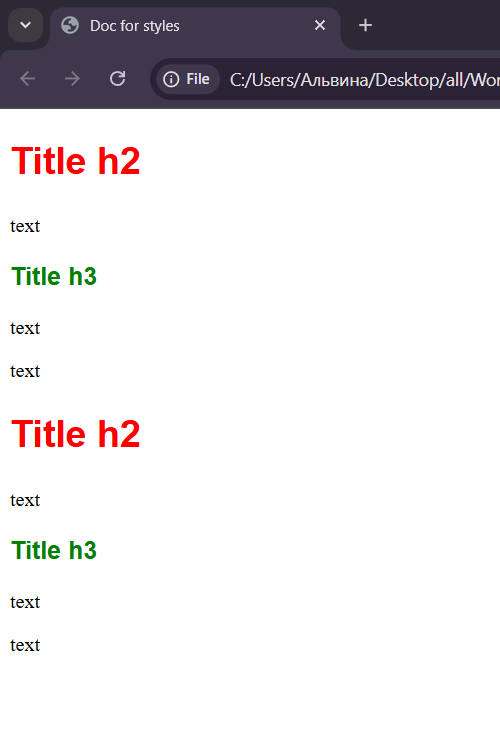 Doc for styles
File C:/Users/Альвина/Desktop/all/Wor
Title h2
text
Title h3
text
text
Title h2
text
Title h3
text
text